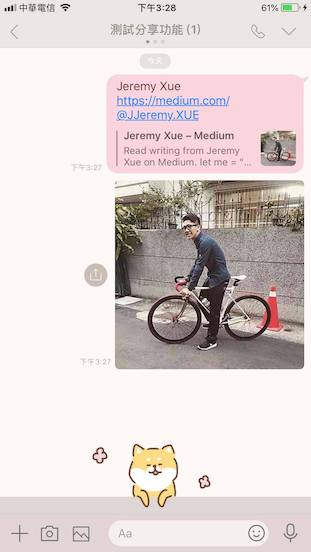 中華電信 下午3:28 61%
測試分享功能 (1)
今天
Jeremy Xue
https://medium.com/
@JJeremy.XUE
Jeremy Xue – Medium
Read writing from Jeremy
Xue on Medium. let me = "...
下午3:27
下午3:27
Aa